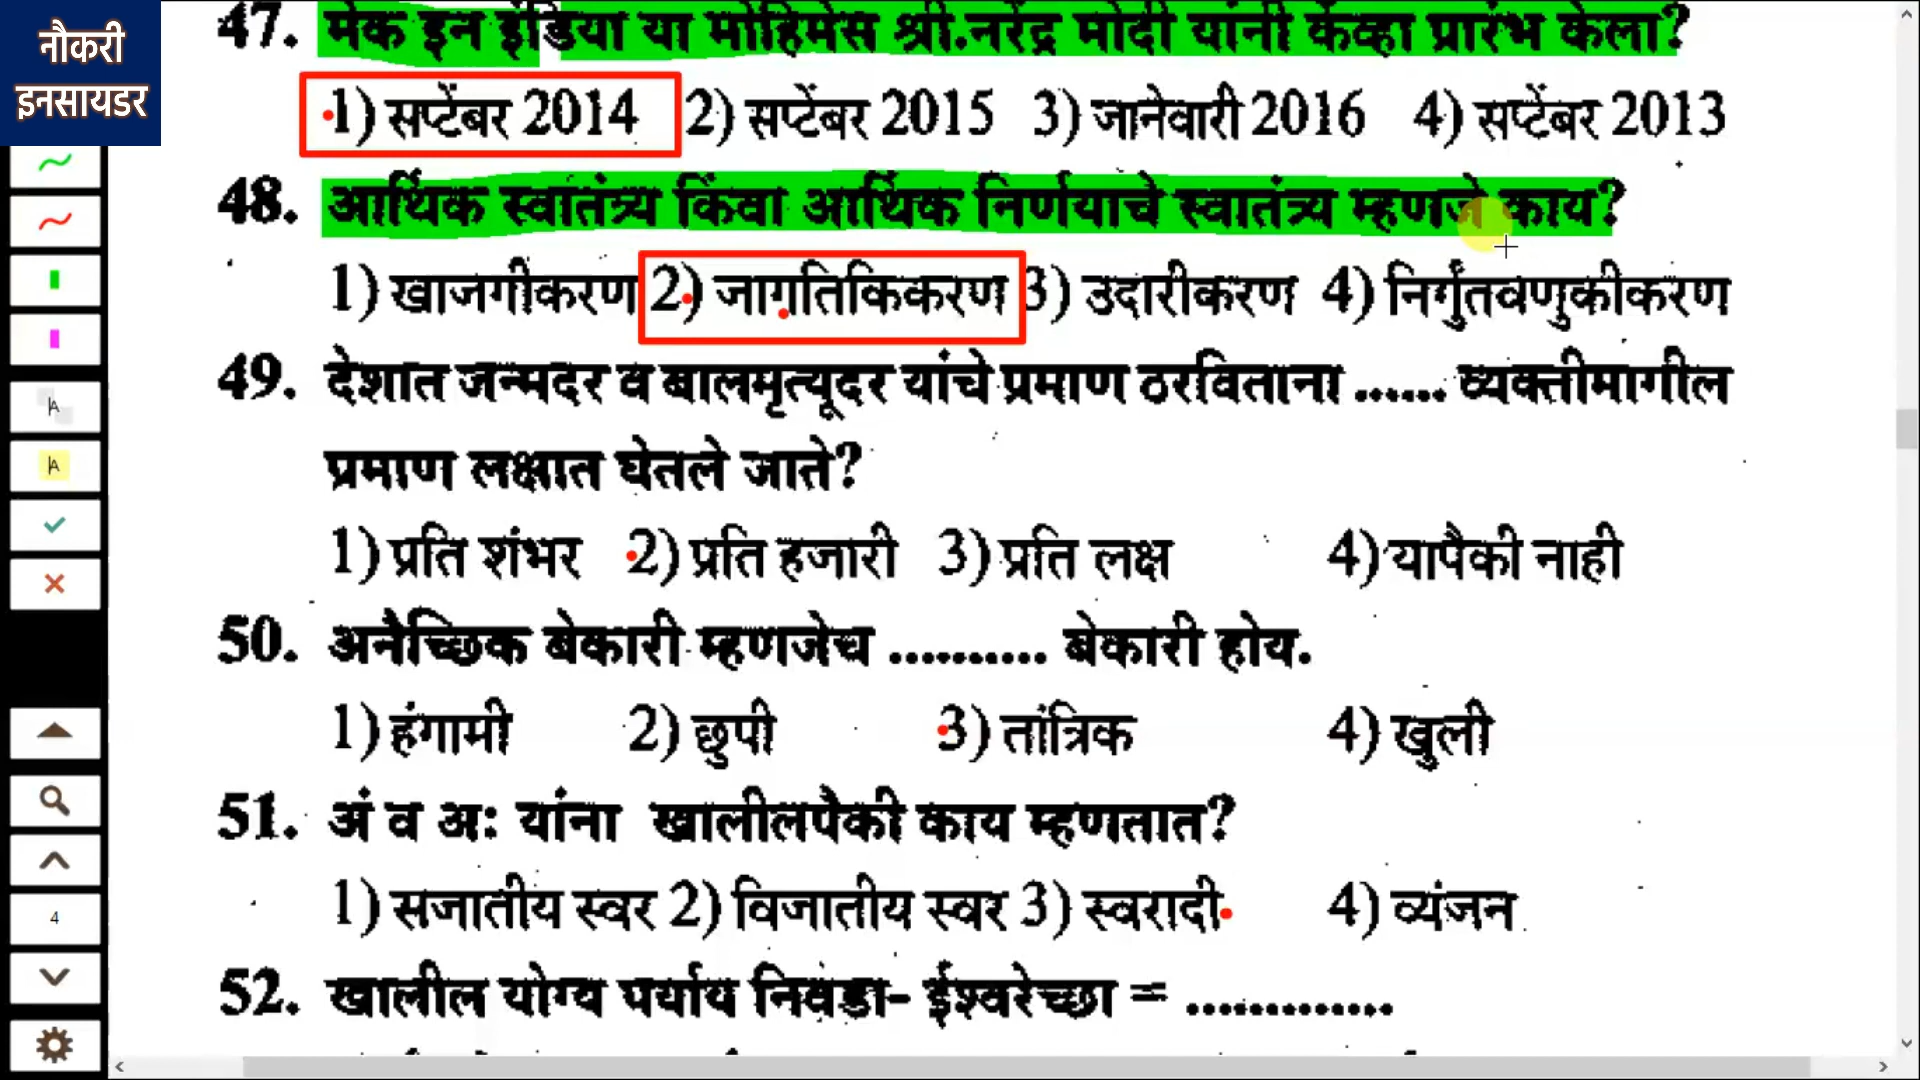 नौकरी
इनसायडर
47. मेक इन इंडिया या मोहिमेस श्री.नरेंद्र मोदी यांनी केंव्हा प्रारंभ केला?
1) सप्टेंबर 2014 2) सप्टेंबर 2015 3) जानेवारी 2016 4) सप्टेंबर 2013
48. आर्थिक स्वातंत्र्य किंवा आर्थिक निर्णयाचे स्वातंत्र्य म्हणजे काय?
1) खाजगीकरण 2) जागतिकिकरण 3) उदारीकरण 4) निर्गुंतवणुकीकरण
49. देशात जन्मदर व बालमृत्यूदर यांचे प्रमाण ठरविताना ...... व्यक्तीमागील
प्रमाण लक्षात घेतले जाते?
1) प्रति शंभर 2) प्रति हजारी 3) प्रति लक्ष 4) यापैकी नाही
50. अनैच्छिक बेकारी म्हणजेच .......... बेकारी होय.
1) हंगामी 2) छुपी 3) तांत्रिक 4) खुली
51. अं व अः यांना खालीलपैकी काय म्हणतात?
1) सजातीय स्वर 2) विजातीय स्वर 3) स्वरादी 4) व्यंजन
52. खालील योग्य पर्याय निवडा- ईश्वरेच्छा = .............
A
A
4